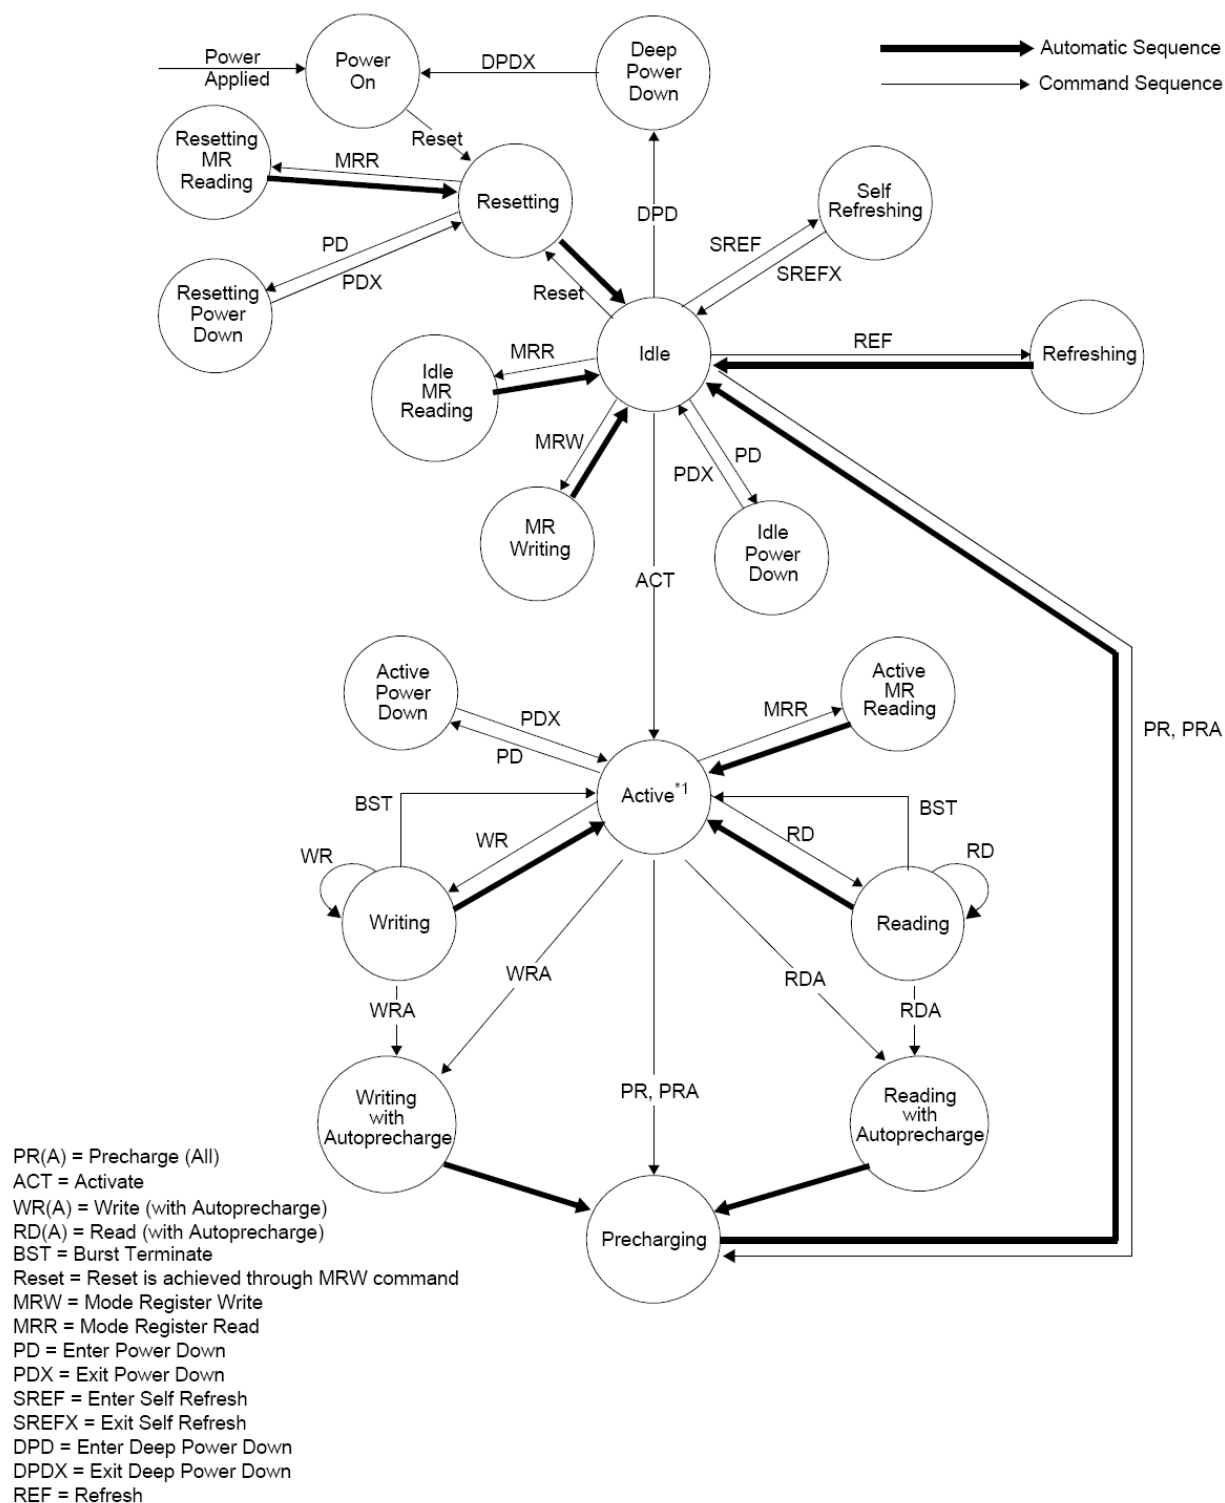 Power
Applied
Power
On
DPDX
Deep
Power
Down
Automatic Sequence
Command Sequence
Reset
Resetting
MR
Reading
MRR
Resetting
DPD
Self
Refreshing
SREF
SREFX
PD
PDX
Resetting
Power
Down
Reset
Idle
REF
Refreshing
MRR
Idle
MR
Reading
MRW
PD
PDX
MR
Writing
Idle
Power
Down
ACT
Active
Power
Down
PDX
PD
MRR
Active
MR
Reading
PR, PRA
Active*1
BST
BST
WR
RD
WR
RD
Writing
Reading
WRA
RDA
WRA
RDA
Writing
with
Autoprecharge
PR, PRA
Reading
with
Autoprecharge
Precharging
PR(A) = Precharge (All)
ACT = Activate
WR(A) = Write (with Autoprecharge)
RD(A) = Read (with Autoprecharge)
BST = Burst Terminate
Reset = Reset is achieved through MRW command
MRW = Mode Register Write
MRR = Mode Register Read
PD = Enter Power Down
PDX = Exit Power Down
SREF = Enter Self Refresh
SREFX = Exit Self Refresh
DPD = Enter Deep Power Down
DPDX = Exit Deep Power Down
REF = Refresh